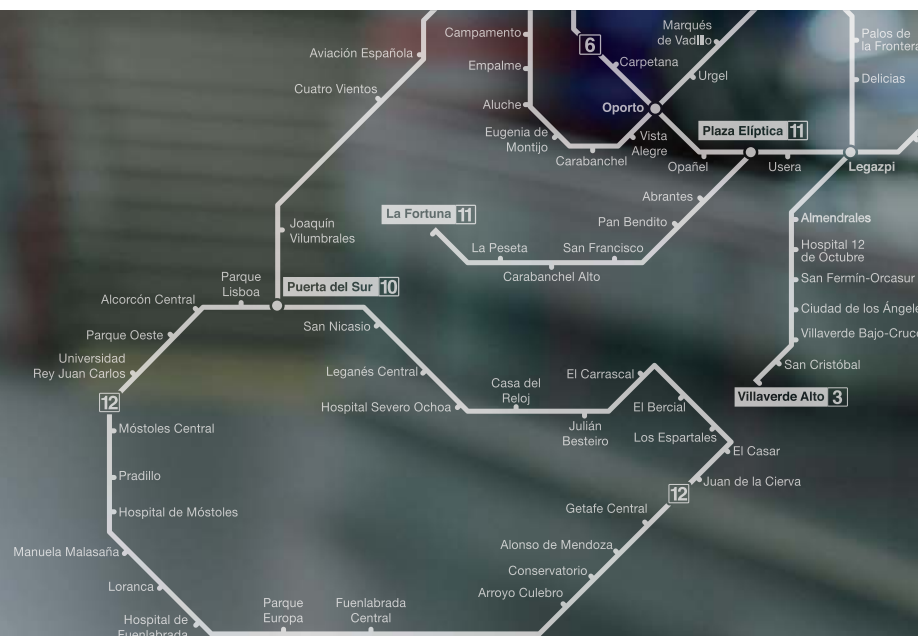 Campamento
Marqués
de Vadillo
Palos de
la Frontera
6
Aviación Española
Empalme
Carpetana
Urgel
Delicias
Cuatro Vientos
Aluche
Oporto
Eugenia de
Montijo
Vista
Alegre
Plaza Elíptica 11
Carabanchel
Opañel
Usera
Legazpi
Abrantes
La Fortuna 11
Pan Bendito
Almendrales
Joaquín
Vilumbrales
La Peseta
San Francisco
Hospital 12
de Octubre
Carabanchel Alto
San Fermín-Orcasur
Parque
Lisboa
Puerta del Sur 10
Alcorcón Central
Ciudad de los Ángele
San Nicasio
Parque Oeste
Villaverde Bajo-Cruce
Universidad
Rey Juan Carlos
Leganés Central
El Carrascal
San Cristóbal
Casa del
Reloj
Villaverde Alto 3
12
Hospital Severo Ochoa
El Bercial
Móstoles Central
Julián
Besteiro
Los Espartales
El Casar
Pradillo
Juan de la Cierva
12
Hospital de Móstoles
Getafe Central
Manuela Malasaña
Alonso de Mendoza
Conservatorio
Loranca
Arroyo Culebro
Parque
Europa
Fuenlabrada
Central
Hospital de
Fuenlabrada